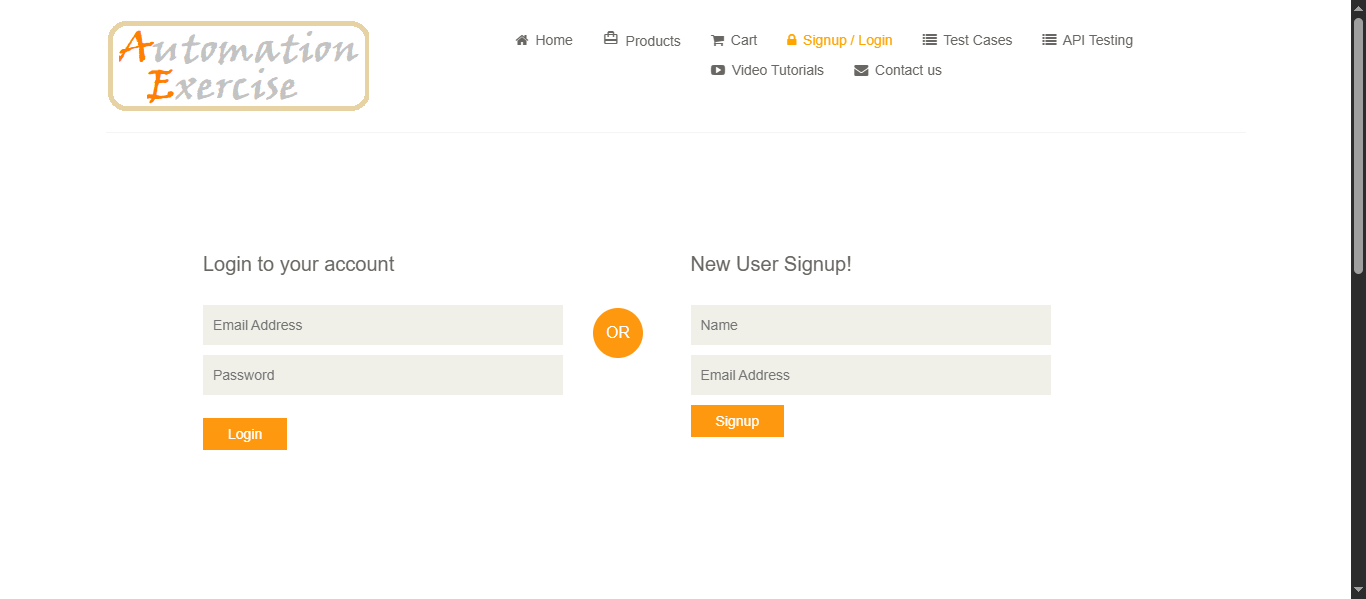 Automation
Exercise
Home Products Cart Signup / Login Test Cases API Testing
Video Tutorials Contact us
Login to your account
Email Address
Password
Login
OR
New User Signup!
Name
Email Address
Signup